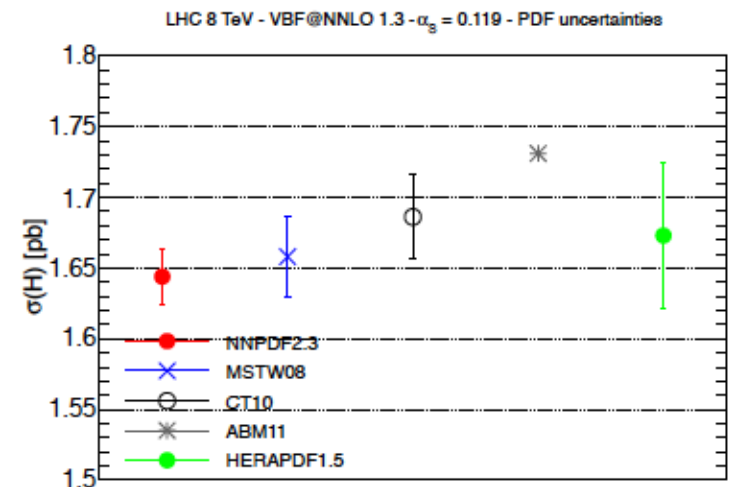 LHC 8 TeV - VBF@NNLO 1.3 - αs = 0.119 - PDF uncertainties
σ(H) [pb]
1.8
1.75
1.7
1.65
1.6
1.55
1.5
NNPDF2.3
MSTW08
CT10
ABM11
HERAPDF1.5